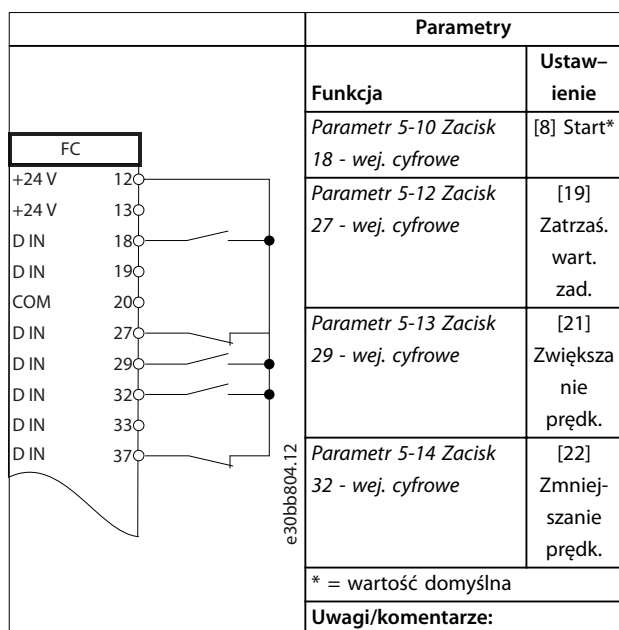 Parametry
Funkcja
Ustaw–
ienie
Parametr 5-10 Zacisk
18 - wej. cyfrowe
[8] Start*
Parametr 5-12 Zacisk
27 - wej. cyfrowe
[19]
Zatrzaś.
wart.
zad.
Parametr 5-13 Zacisk
29 - wej. cyfrowe
[21]
Zwiększa
nie
prędk.
Parametr 5-14 Zacisk
32 - wej. cyfrowe
[22]
Zmniej-
szanie
prędk.
* = wartość domyślna
Uwagi/komentarze:
FC
+24 V 12
+24 V 13
D IN 18
D IN 19
COM 20
D IN 27
D IN 29
D IN 32
D IN 33
D IN 37
e30bb804.12